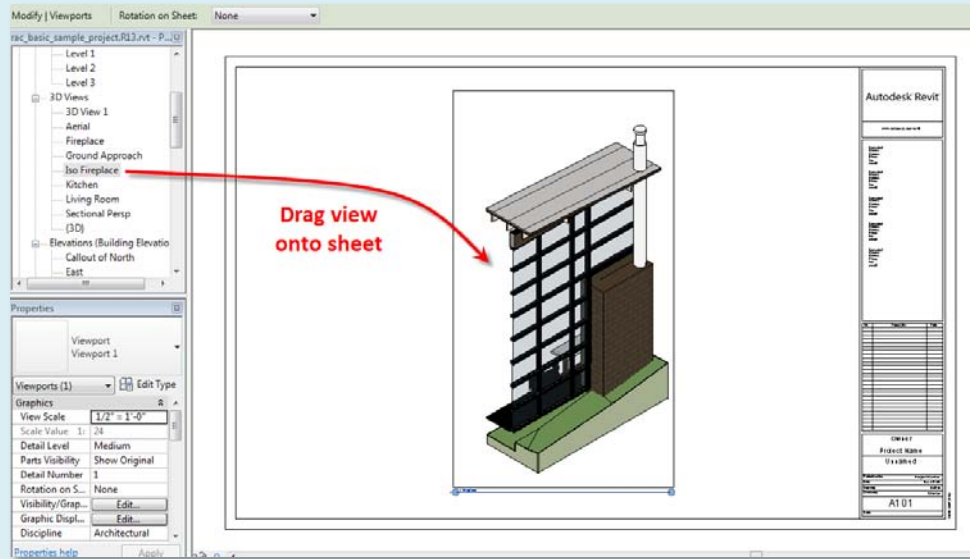 Modify | Viewports
Rotation on Sheet:
None
rac_basic_sample_project.R13.rvt - P...
Level 1
Level 2
Level 3
3D Views
3D View 1
Aerial
Fireplace
Ground Approach
Iso Fireplace
Kitchen
Living Room
Sectional Persp
{3D}
Elevations (Building Elevatio
Callout of North
East
Drag view
onto sheet
Properties
Viewport
Viewport 1
Viewports (1)
Edit Type
Graphics
View Scale
1/2" = 1'-0"
Scale Value 1:
24
Detail Level
Medium
Parts Visibility
Show Original
Detail Number
1
Rotation on S...
None
Visibility/Grap...
Edit...
Graphic Displ...
Edit...
Discipline
Architectural
Properties help
Apply
Autodesk Revit
Owner
Project Name
Unnamed
A101